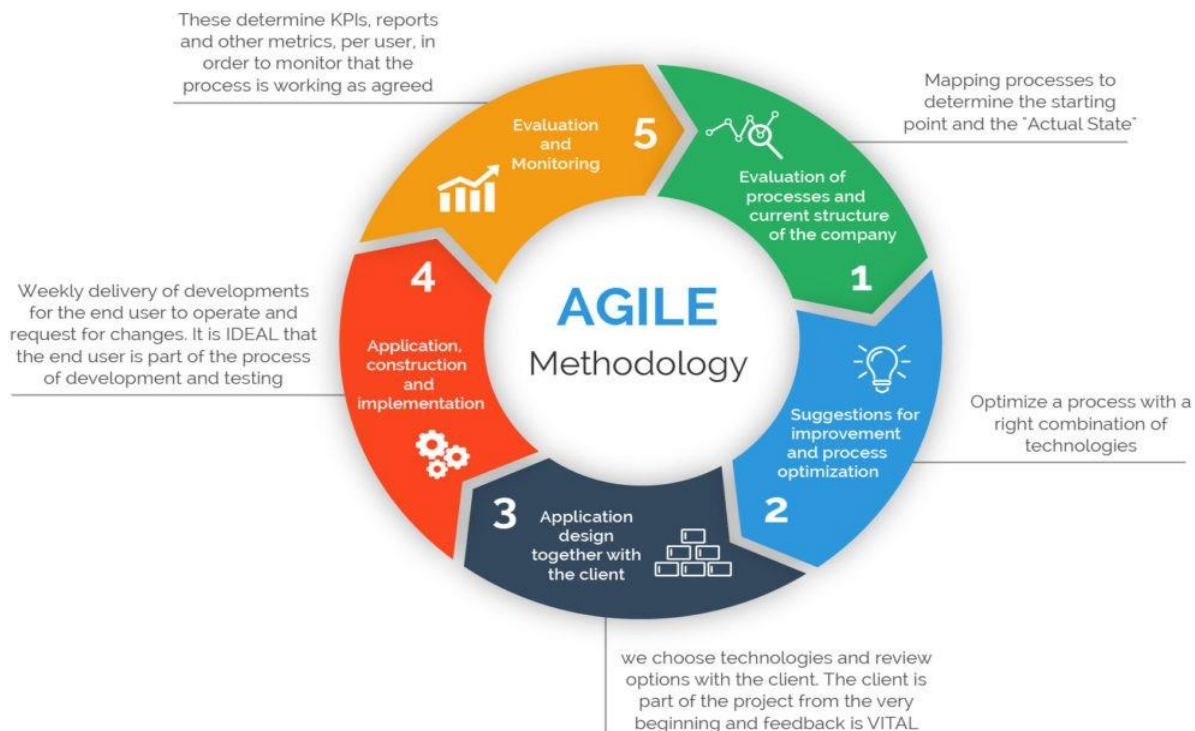 AGILE
Methodology
1
Evaluation of
processes and
current structure
of the company
Mapping processes to
determine the starting
point and the "Actual State"
2
Suggestions for
improvement
and process
optimization
Optimize a process with a
right combination of
technologies
3
Application
design
together with
the client
we choose technologies and review
options with the client. The client is
part of the project from the very
beginning and feedback is VITAL
4
Application,
construction
and
implementation
Weekly delivery of developments
for the end user to operate and
request for changes. It is IDEAL that
the end user is part of the process
of development and testing
5
Evaluation
and
Monitoring
These determine KPIs, reports
and other metrics, per user, in
order to monitor that the
process is working as agreed